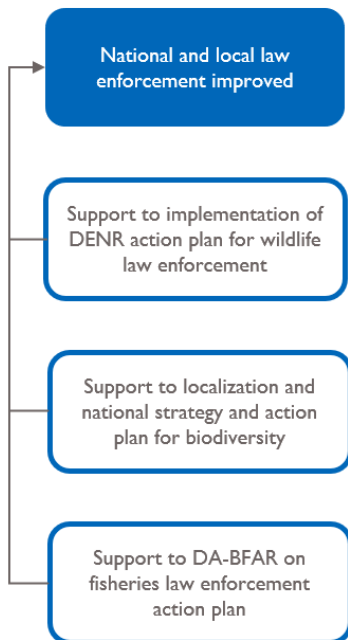 National and local law
enforcement improved
Support to implementation of
DENR action plan for wildlife
law enforcement
Support to localization and
national strategy and action
plan for biodiversity
Support to DA-BFAR on
fisheries law enforcement
action plan